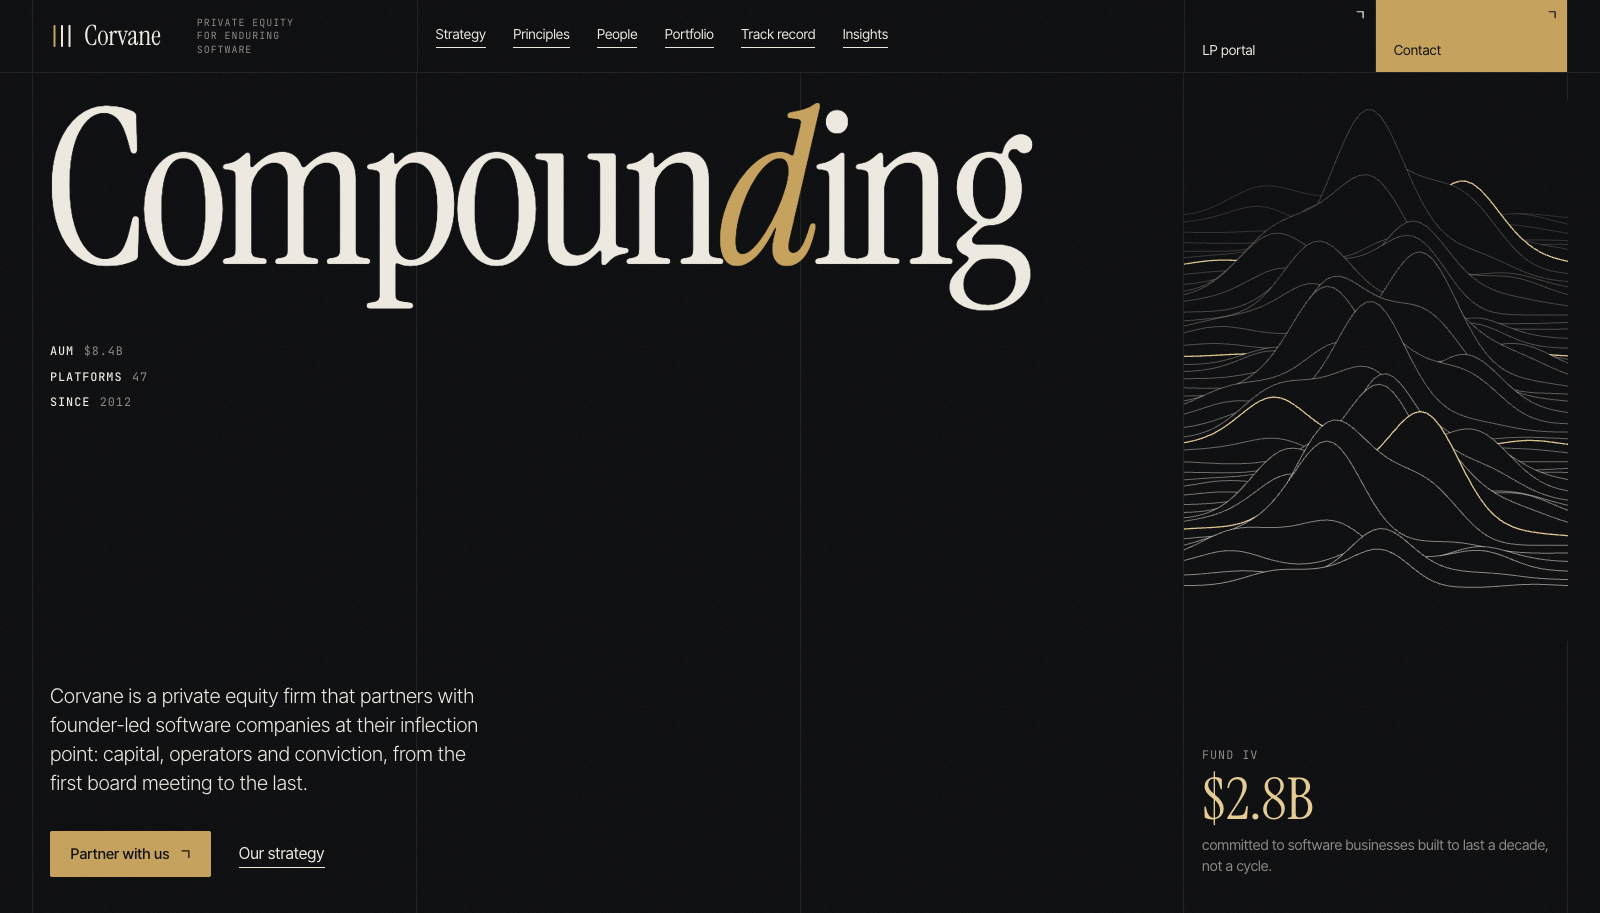 Corvane
PRIVATE EQUITY
FOR ENDURING
SOFTWARE
Strategy
Principles
People
Portfolio
Track record
Insights
LP portal
Contact
Compounding
AUM $8.4B
PLATFORMS 47
SINCE 2012
Corvane is a private equity firm that partners with
founder-led software companies at their inflection
point: capital, operators and conviction, from the
first board meeting to the last.
Partner with us
Our strategy
FUND IV
$2.8B
committed to software businesses built to last a decade,
not a cycle.